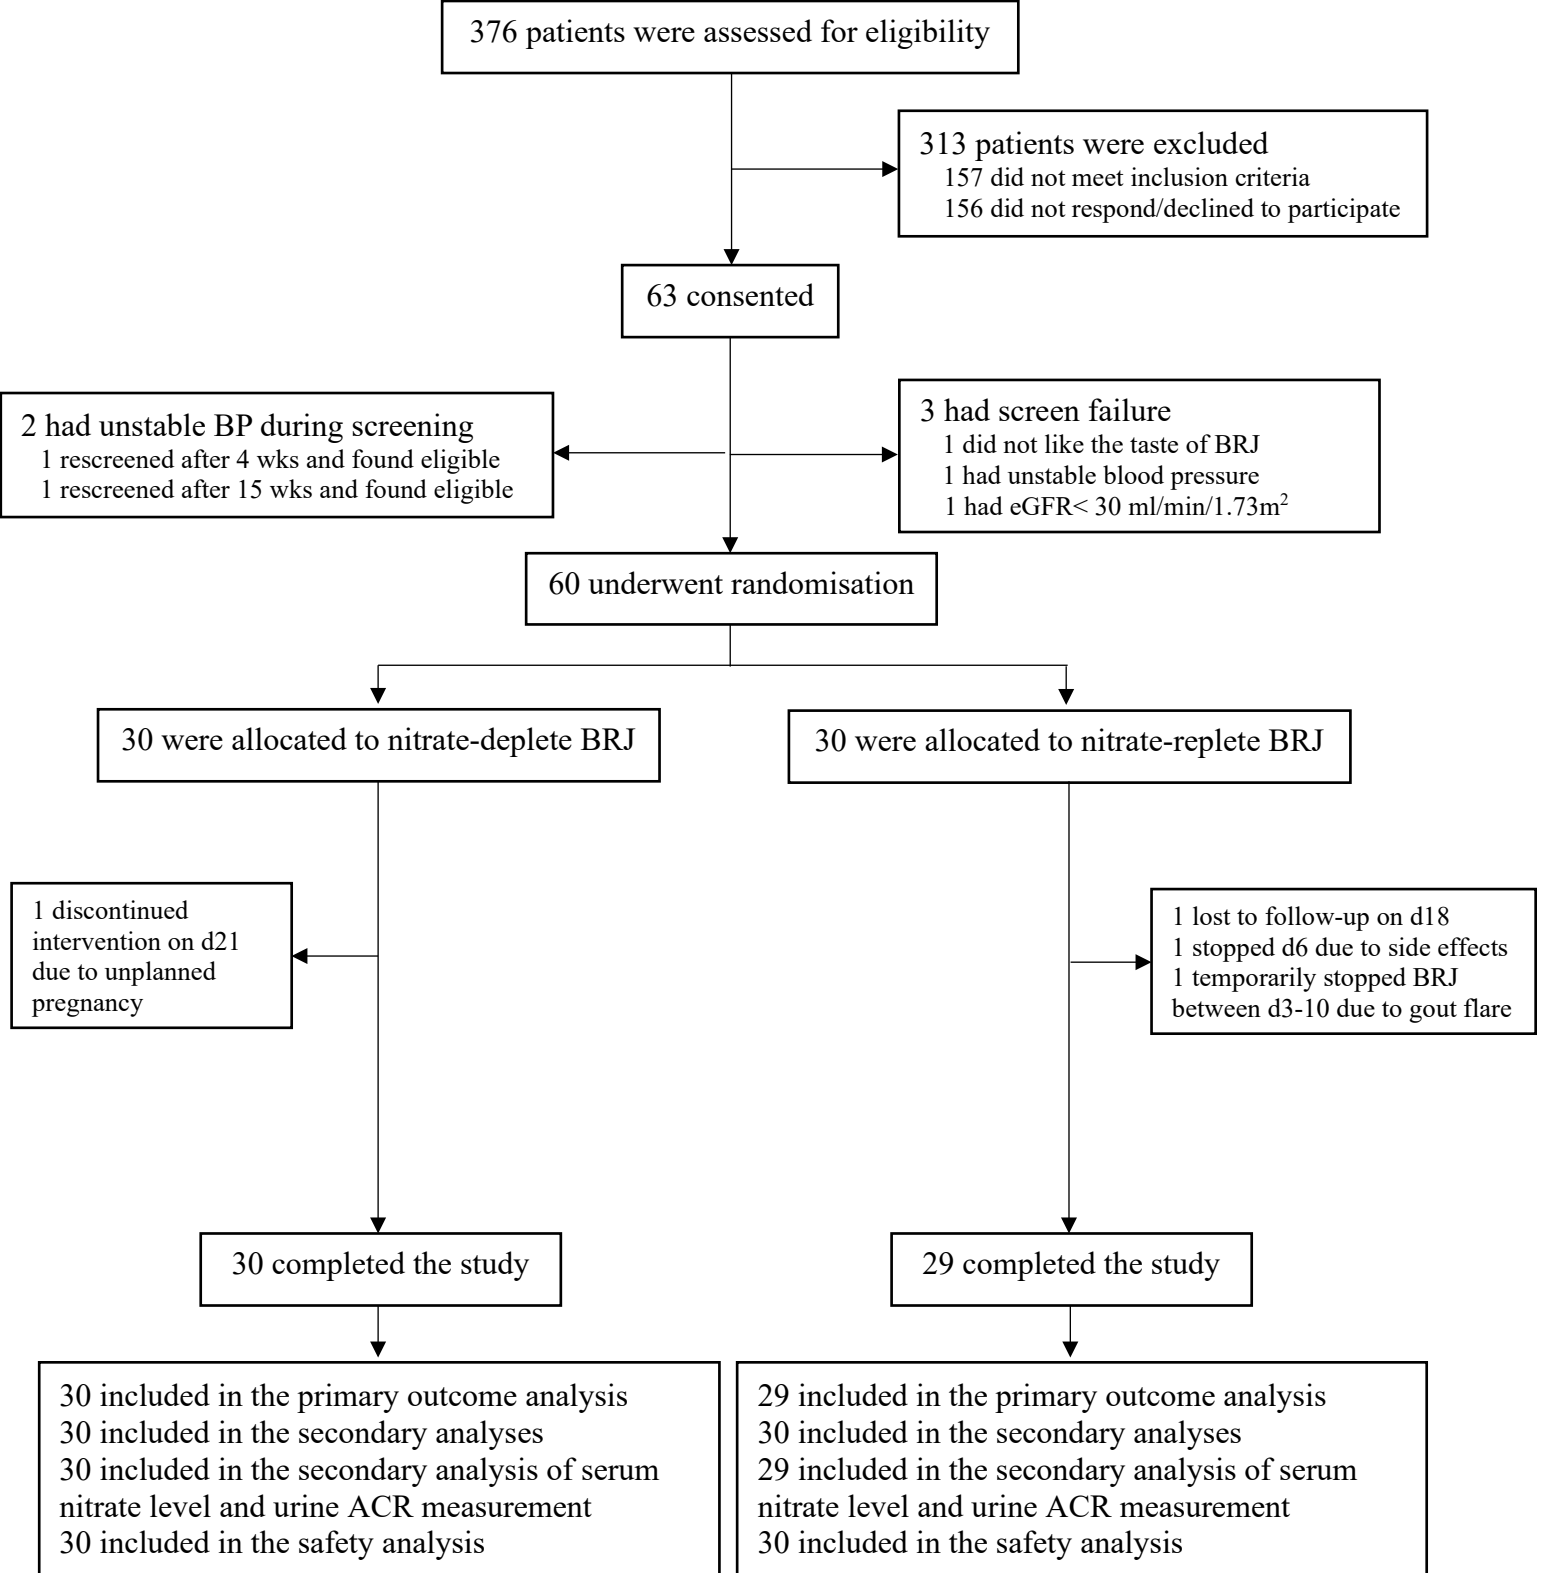 376 patients were assessed for eligibility
313 patients were excluded
157 did not meet inclusion criteria
156 did not respond/declined to participate
63 consented
2 had unstable BP during screening
1 rescreened after 4 wks and found eligible
1 rescreened after 15 wks and found eligible
3 had screen failure
1 did not like the taste of BRJ
1 had unstable blood pressure
1 had eGFR< 30 ml/min/1.73m²
60 underwent randomisation
30 were allocated to nitrate-deplete BRJ
30 were allocated to nitrate-replete BRJ
1 discontinued
intervention on d21
due to unplanned
pregnancy
1 lost to follow-up on d18
1 stopped d6 due to side effects
1 temporarily stopped BRJ
between d3-10 due to gout flare
30 completed the study
29 completed the study
30 included in the primary outcome analysis
30 included in the secondary analyses
30 included in the secondary analysis of serum
nitrate level and urine ACR measurement
30 included in the safety analysis
29 included in the primary outcome analysis
30 included in the secondary analyses
29 included in the secondary analysis of serum
nitrate level and urine ACR measurement
30 included in the safety analysis